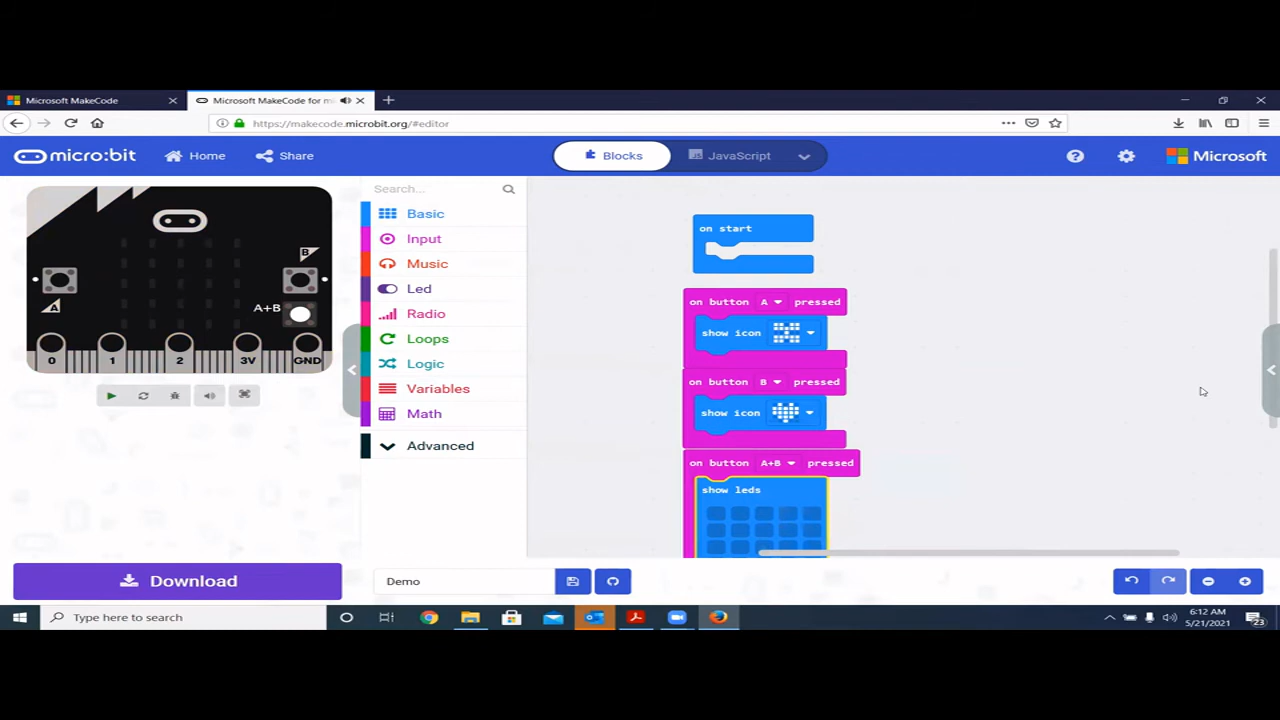 Microsoft MakeCode
Microsoft MakeCode for mi
https://makecode.microbit.org/#editor
micro:bit
Home
Share
Blocks
JavaScript
Microsoft
A
B
A+B
0 1 2 3V GND
Search...
Basic
Input
Music
Led
Radio
Loops
Logic
Variables
Math
Advanced
on start
on button A pressed
show icon
on button B pressed
show icon
on button A+B pressed
show leds
Download
Demo
Type here to search
6:12 AM
5/21/2021
23